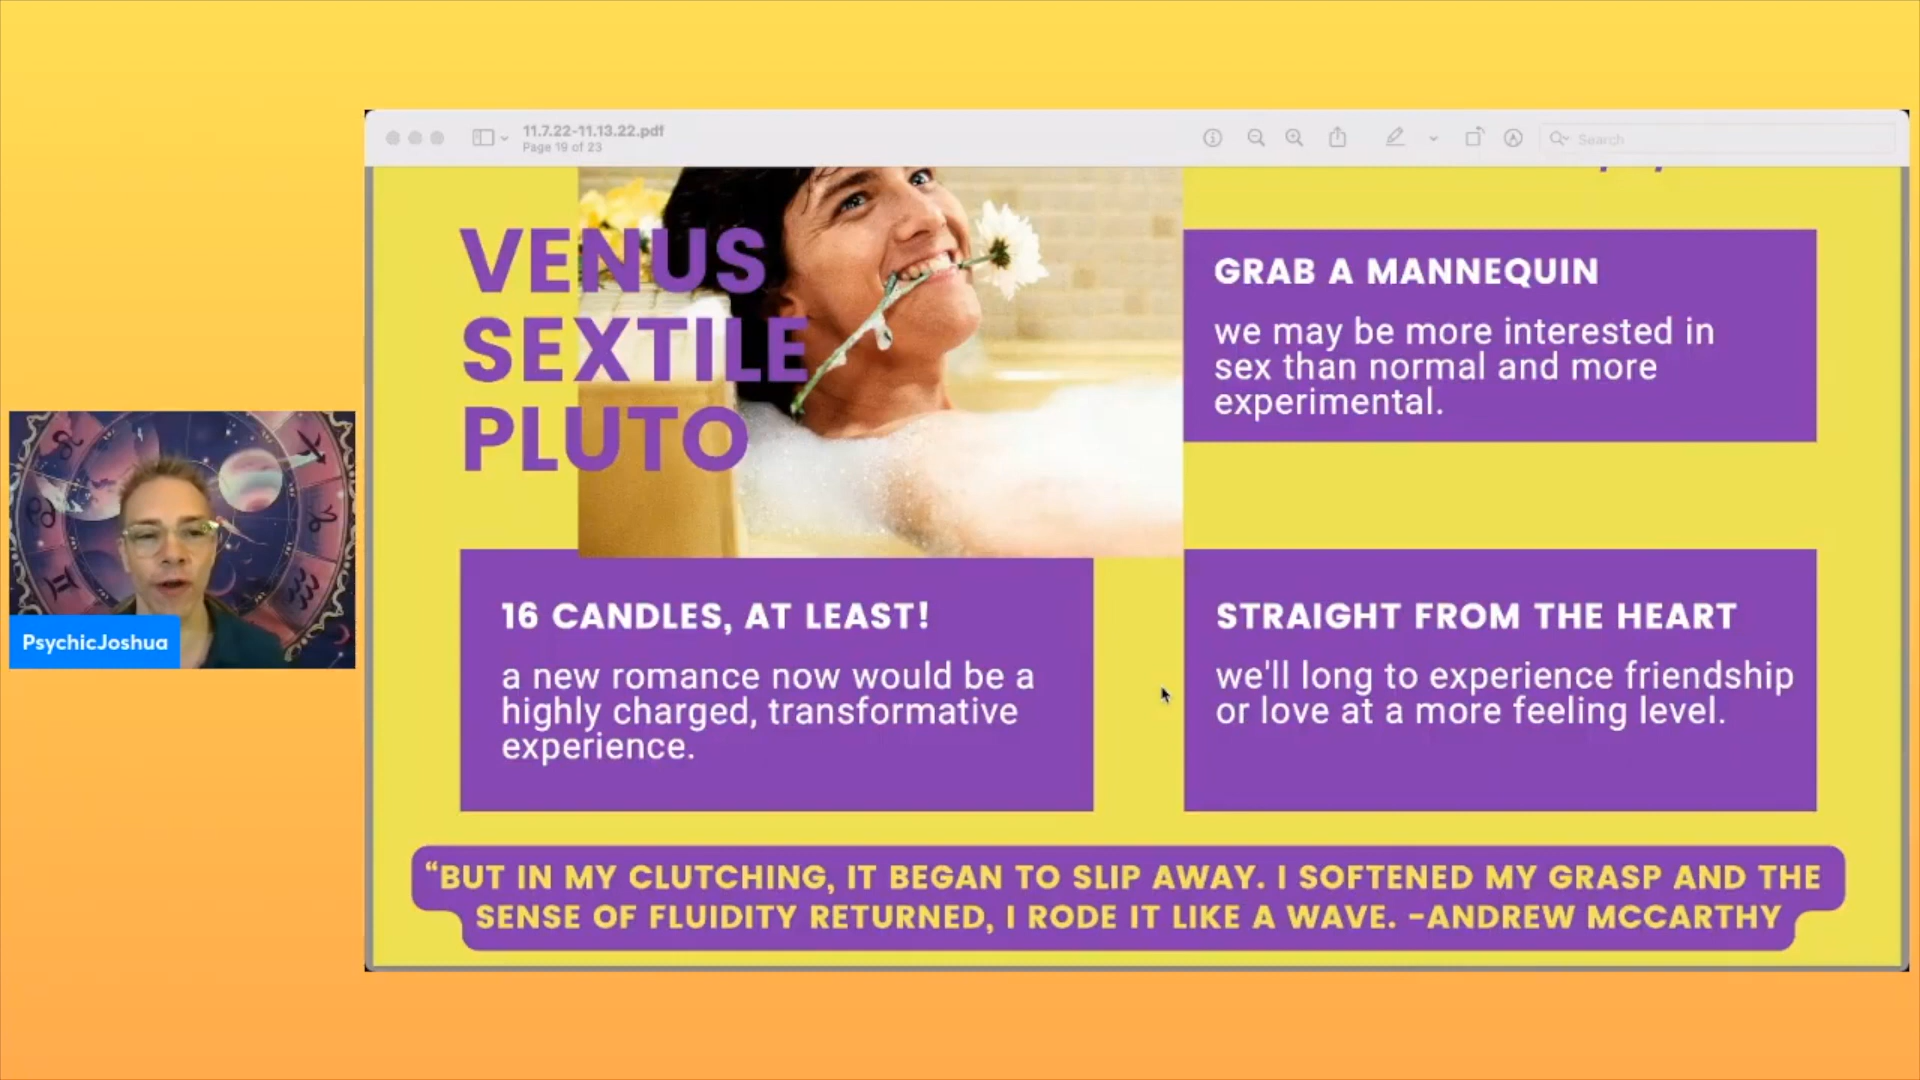 11.7.22-11.13.22.pdf
Page 19 of 23
Search
VENUS
SEXTILE
PLUTO
GRAB A MANNEQUIN
we may be more interested in
sex than normal and more
experimental.
16 CANDLES, AT LEAST!
a new romance now would be a
highly charged, transformative
experience.
STRAIGHT FROM THE HEART
we'll long to experience friendship
or love at a more feeling level.
“BUT IN MY CLUTCHING, IT BEGAN TO SLIP AWAY. I SOFTENED MY GRASP AND THE
SENSE OF FLUIDITY RETURNED, I RODE IT LIKE A WAVE. -ANDREW MCCARTHY
PsychicJoshua